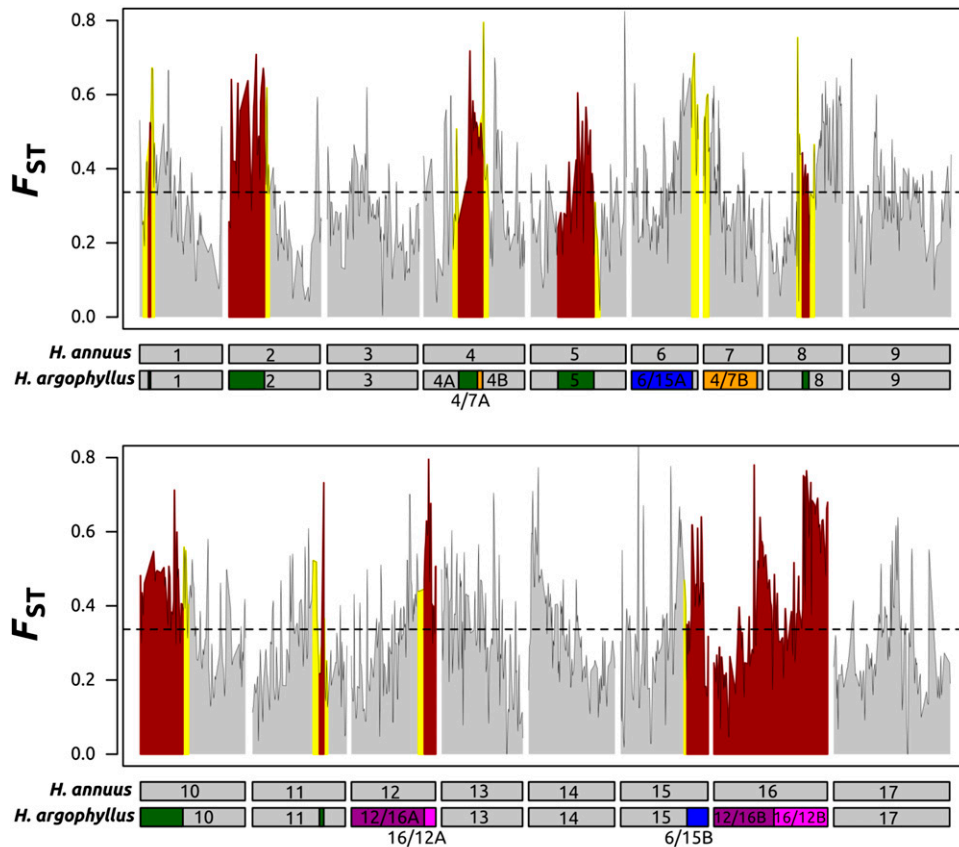 0.8
0.6
0.4
0.2
0.0
FST
H. annuus 1 2 3 4 5 6 7 8 9
H. argophyllus 1 2 3 4A 4B 5 6/15A 4/7B 8 9
4/7A
0.8
0.6
0.4
0.2
0.0
FST
H. annuus 10 11 12 13 14 15 16 17
H. argophyllus 10 11 12/16A 13 14 15 12/16B 16/12B 17
16/12A 6/15B